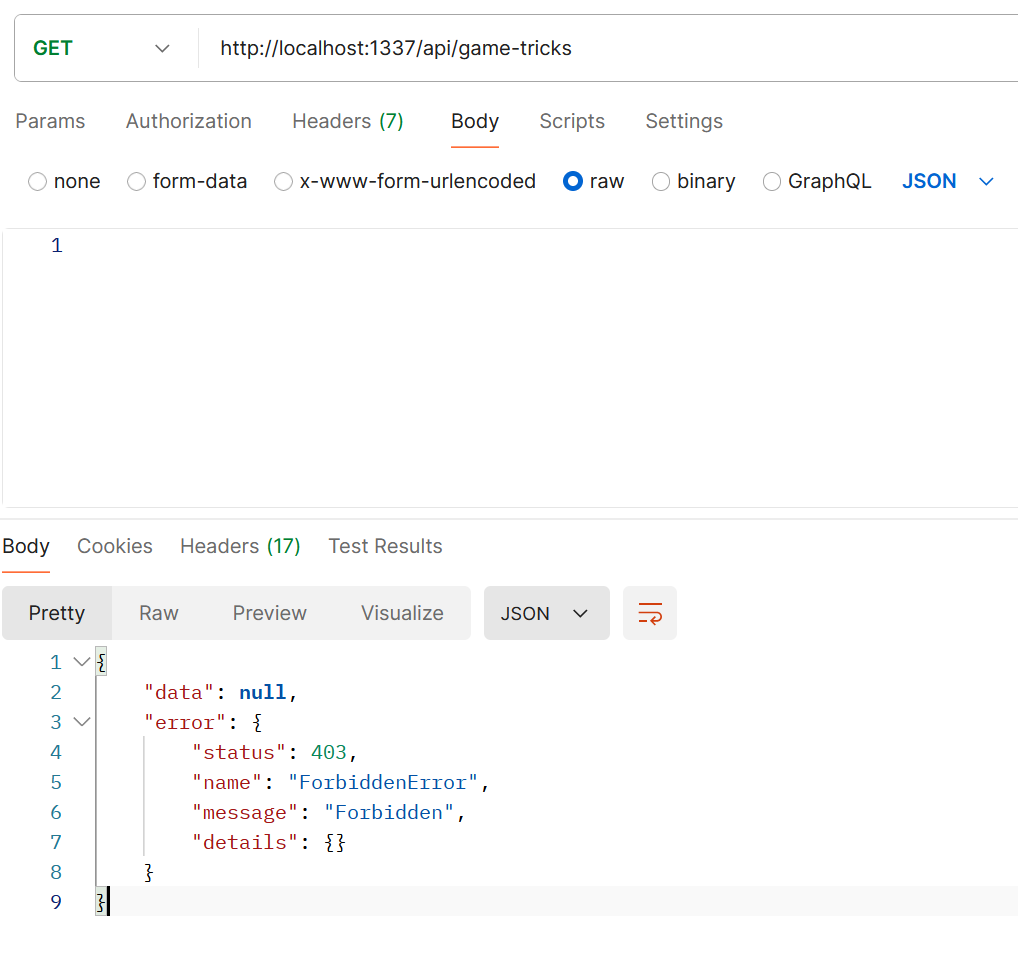 GET http://localhost:1337/api/game-tricks
Params Authorization Headers (7) Body Scripts Settings
none form-data x-www-form-urlencoded raw binary GraphQL JSON
1
Body Cookies Headers (17) Test Results
Pretty Raw Preview Visualize JSON
1 {
2 "data": null,
3 "error": {
4 "status": 403,
5 "name": "ForbiddenError",
6 "message": "Forbidden",
7 "details": {}
8 }
9 }